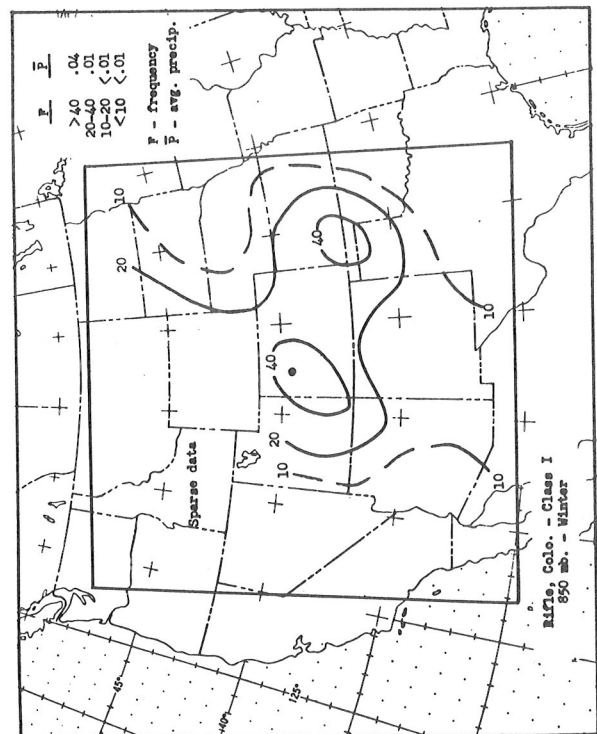 F P̄
>40 .04
20-40 .01
10-20 <.01
<10 <.01
F - frequency
P̄ - avg. precip.
10
20
40
40
20
10
10
10
Sparse data
45°
40°
125°
Rifle, Colo. - Class I
850 mb. - Winter